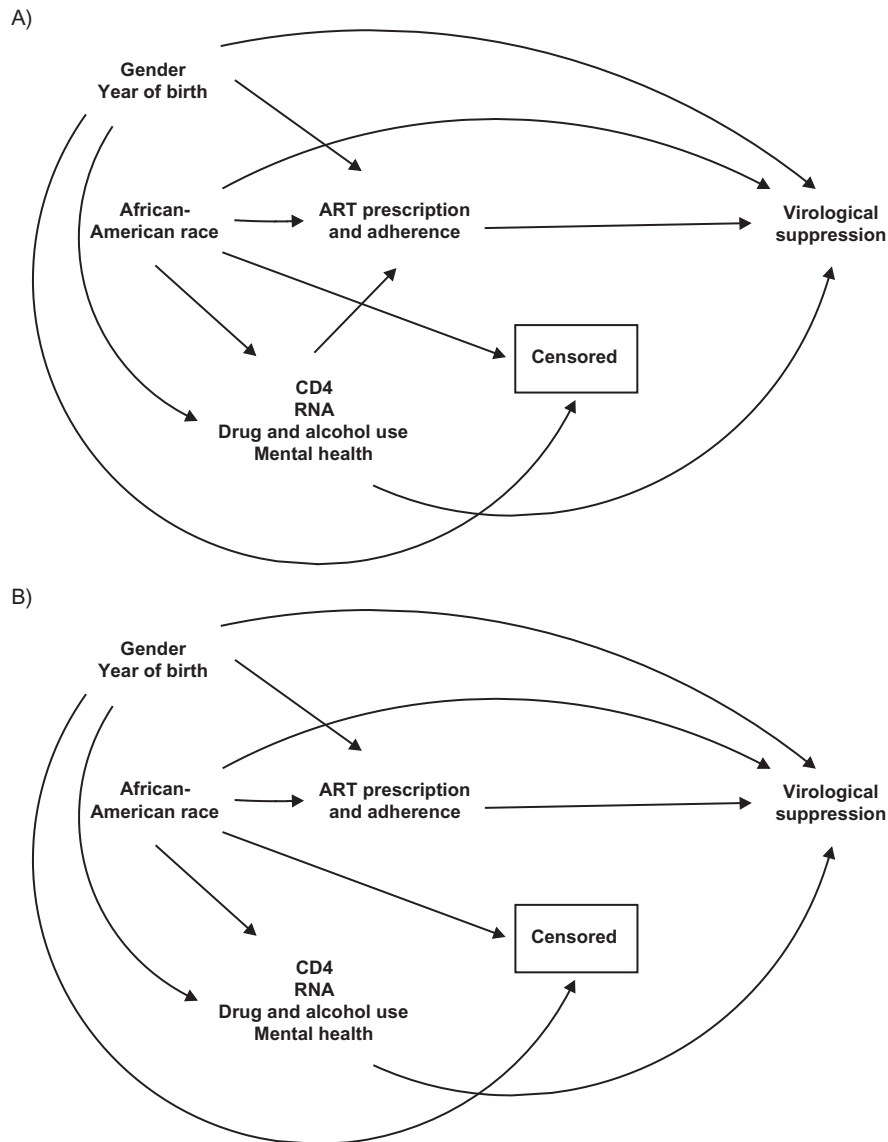 A)
Gender
Year of birth
African-
American race
ART prescription
and adherence
Virological
suppression
Censored
CD4
RNA
Drug and alcohol use
Mental health
B)
Gender
Year of birth
African-
American race
ART prescription
and adherence
Virological
suppression
Censored
CD4
RNA
Drug and alcohol use
Mental health